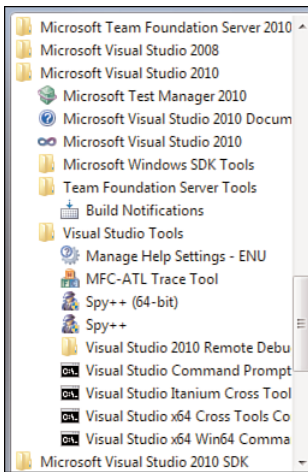 Microsoft Team Foundation Server 2010
Microsoft Visual Studio 2008
Microsoft Visual Studio 2010
Microsoft Test Manager 2010
Microsoft Visual Studio 2010 Docum
Microsoft Visual Studio 2010
Microsoft Windows SDK Tools
Team Foundation Server Tools
Build Notifications
Visual Studio Tools
Manage Help Settings - ENU
MFC-ATL Trace Tool
Spy++ (64-bit)
Spy++
Visual Studio 2010 Remote Debu
Visual Studio Command Prompt
Visual Studio Itanium Cross Tool
Visual Studio x64 Cross Tools Co
Visual Studio x64 Win64 Comma
Microsoft Visual Studio 2010 SDK